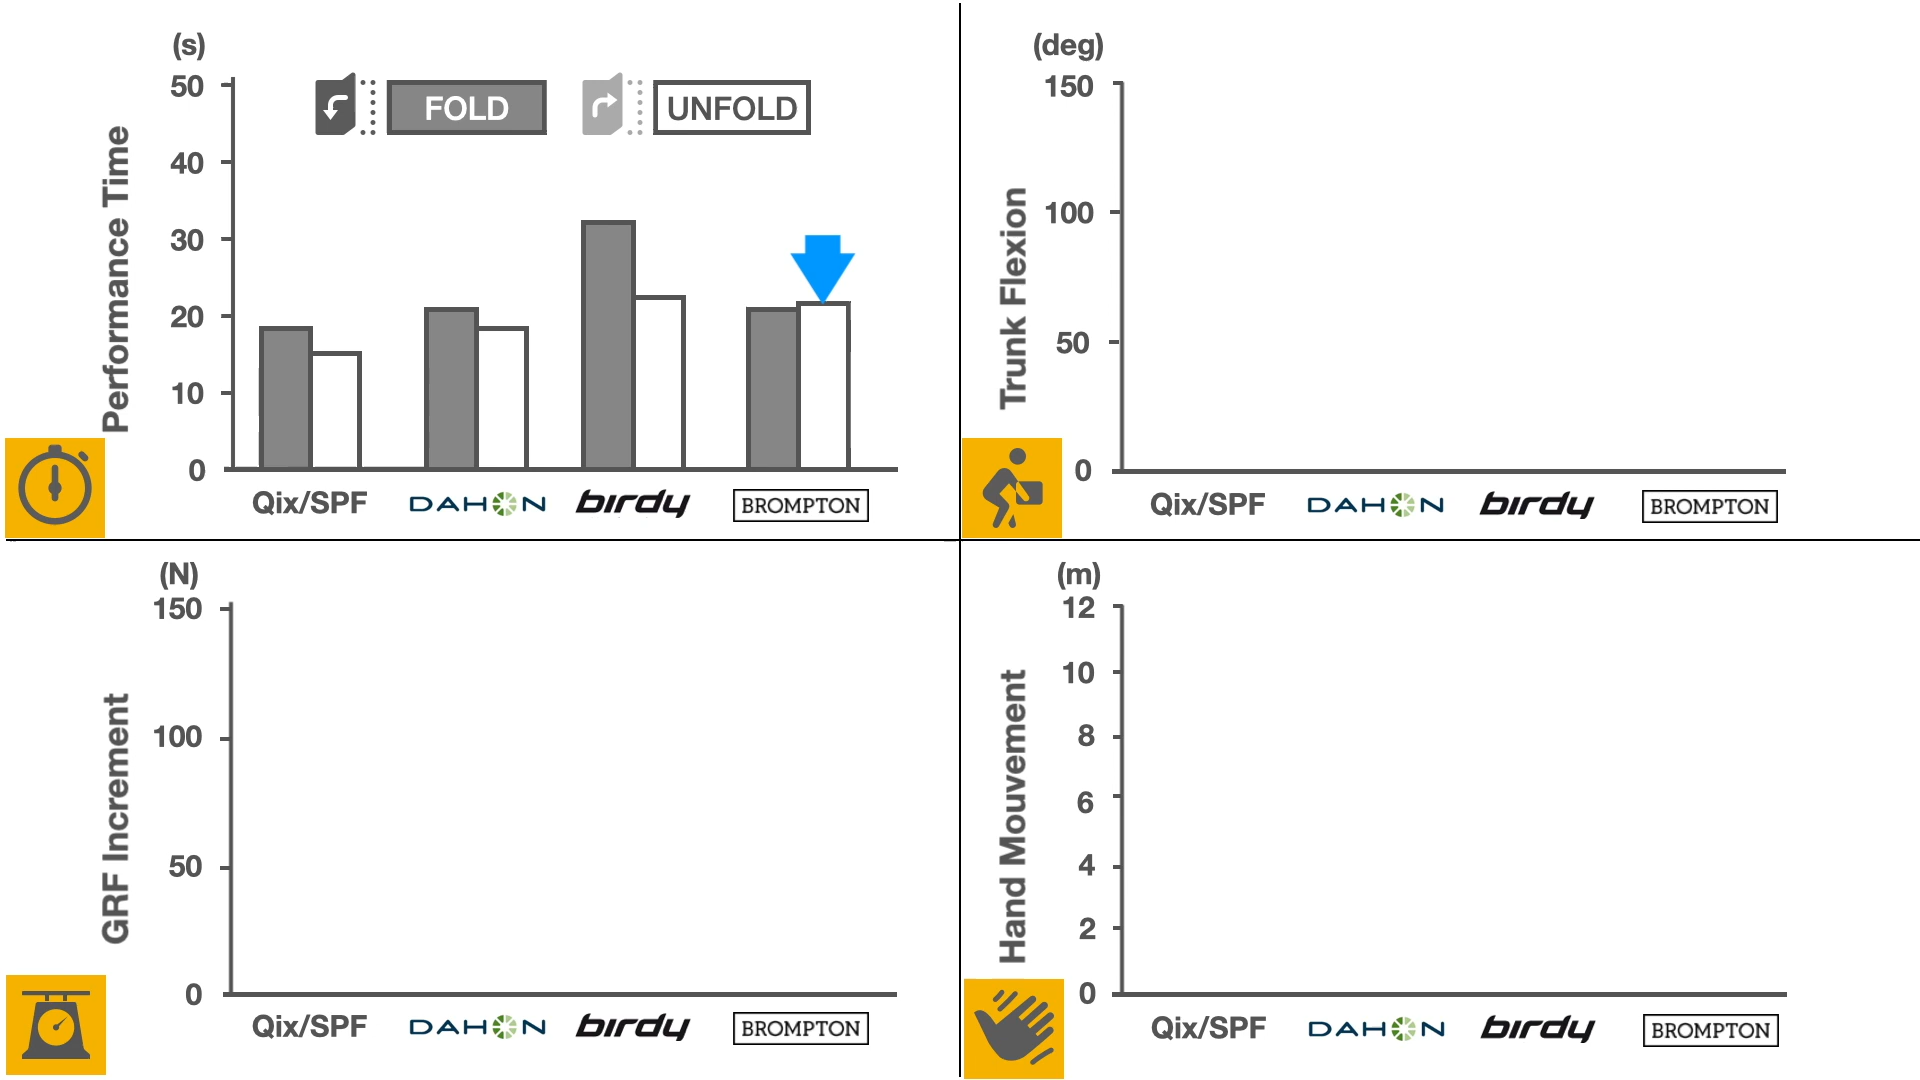 (s)
50
40
30
20
10
0
Performance Time
FOLD
UNFOLD
Qix/SPF
DAHON
birdy
BROMPTON
(deg)
150
100
50
0
Trunk Flexion
Qix/SPF
DAHON
birdy
BROMPTON
(N)
150
100
50
0
GRF Increment
Qix/SPF
DAHON
birdy
BROMPTON
(m)
12
10
8
6
4
2
0
Hand Mouvement
Qix/SPF
DAHON
birdy
BROMPTON